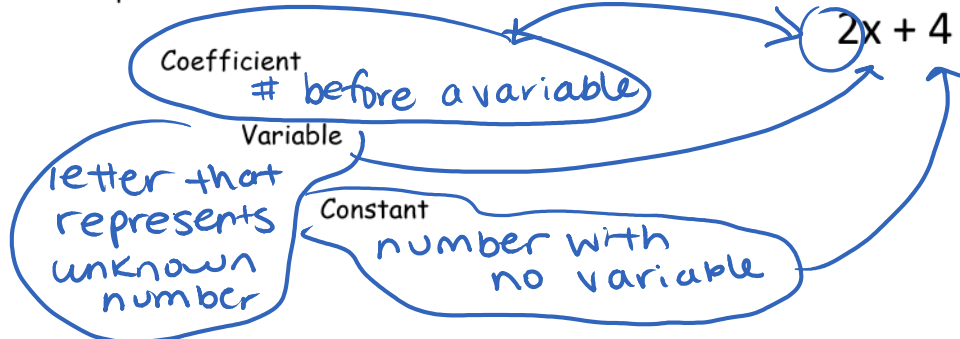 2x + 4
Coefficient
# before a variable
Variable
letter that
represents
unknown
number
Constant
number with
no variable